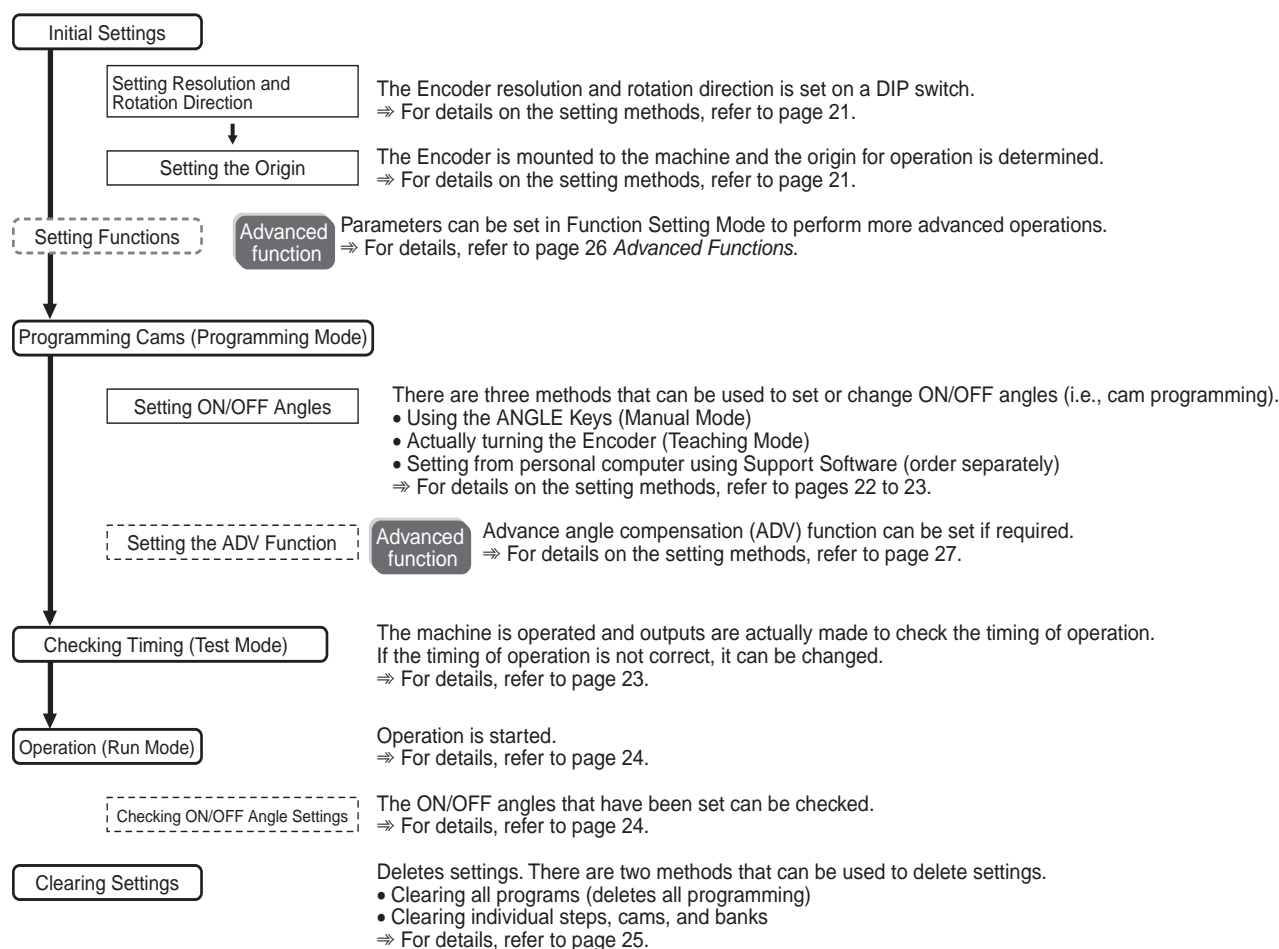 Initial Settings
Setting Resolution and
Rotation Direction
The Encoder resolution and rotation direction is set on a DIP switch.
⇒ For details on the setting methods, refer to page 21.
Setting the Origin
The Encoder is mounted to the machine and the origin for operation is determined.
⇒ For details on the setting methods, refer to page 21.
Setting Functions
Advanced
function
Parameters can be set in Function Setting Mode to perform more advanced operations.
⇒ For details, refer to page 26 Advanced Functions.
Programming Cams (Programming Mode)
Setting ON/OFF Angles
There are three methods that can be used to set or change ON/OFF angles (i.e., cam programming).
• Using the ANGLE Keys (Manual Mode)
• Actually turning the Encoder (Teaching Mode)
• Setting from personal computer using Support Software (order separately)
⇒ For details on the setting methods, refer to pages 22 to 23.
Setting the ADV Function
Advanced
function
Advance angle compensation (ADV) function can be set if required.
⇒ For details on the setting methods, refer to page 27.
Checking Timing (Test Mode)
The machine is operated and outputs are actually made to check the timing of operation.
If the timing of operation is not correct, it can be changed.
⇒ For details, refer to page 23.
Operation (Run Mode)
Operation is started.
⇒ For details, refer to page 24.
Checking ON/OFF Angle Settings
The ON/OFF angles that have been set can be checked.
⇒ For details, refer to page 24.
Clearing Settings
Deletes settings. There are two methods that can be used to delete settings.
• Clearing all programs (deletes all programming)
• Clearing individual steps, cams, and banks
⇒ For details, refer to page 25.